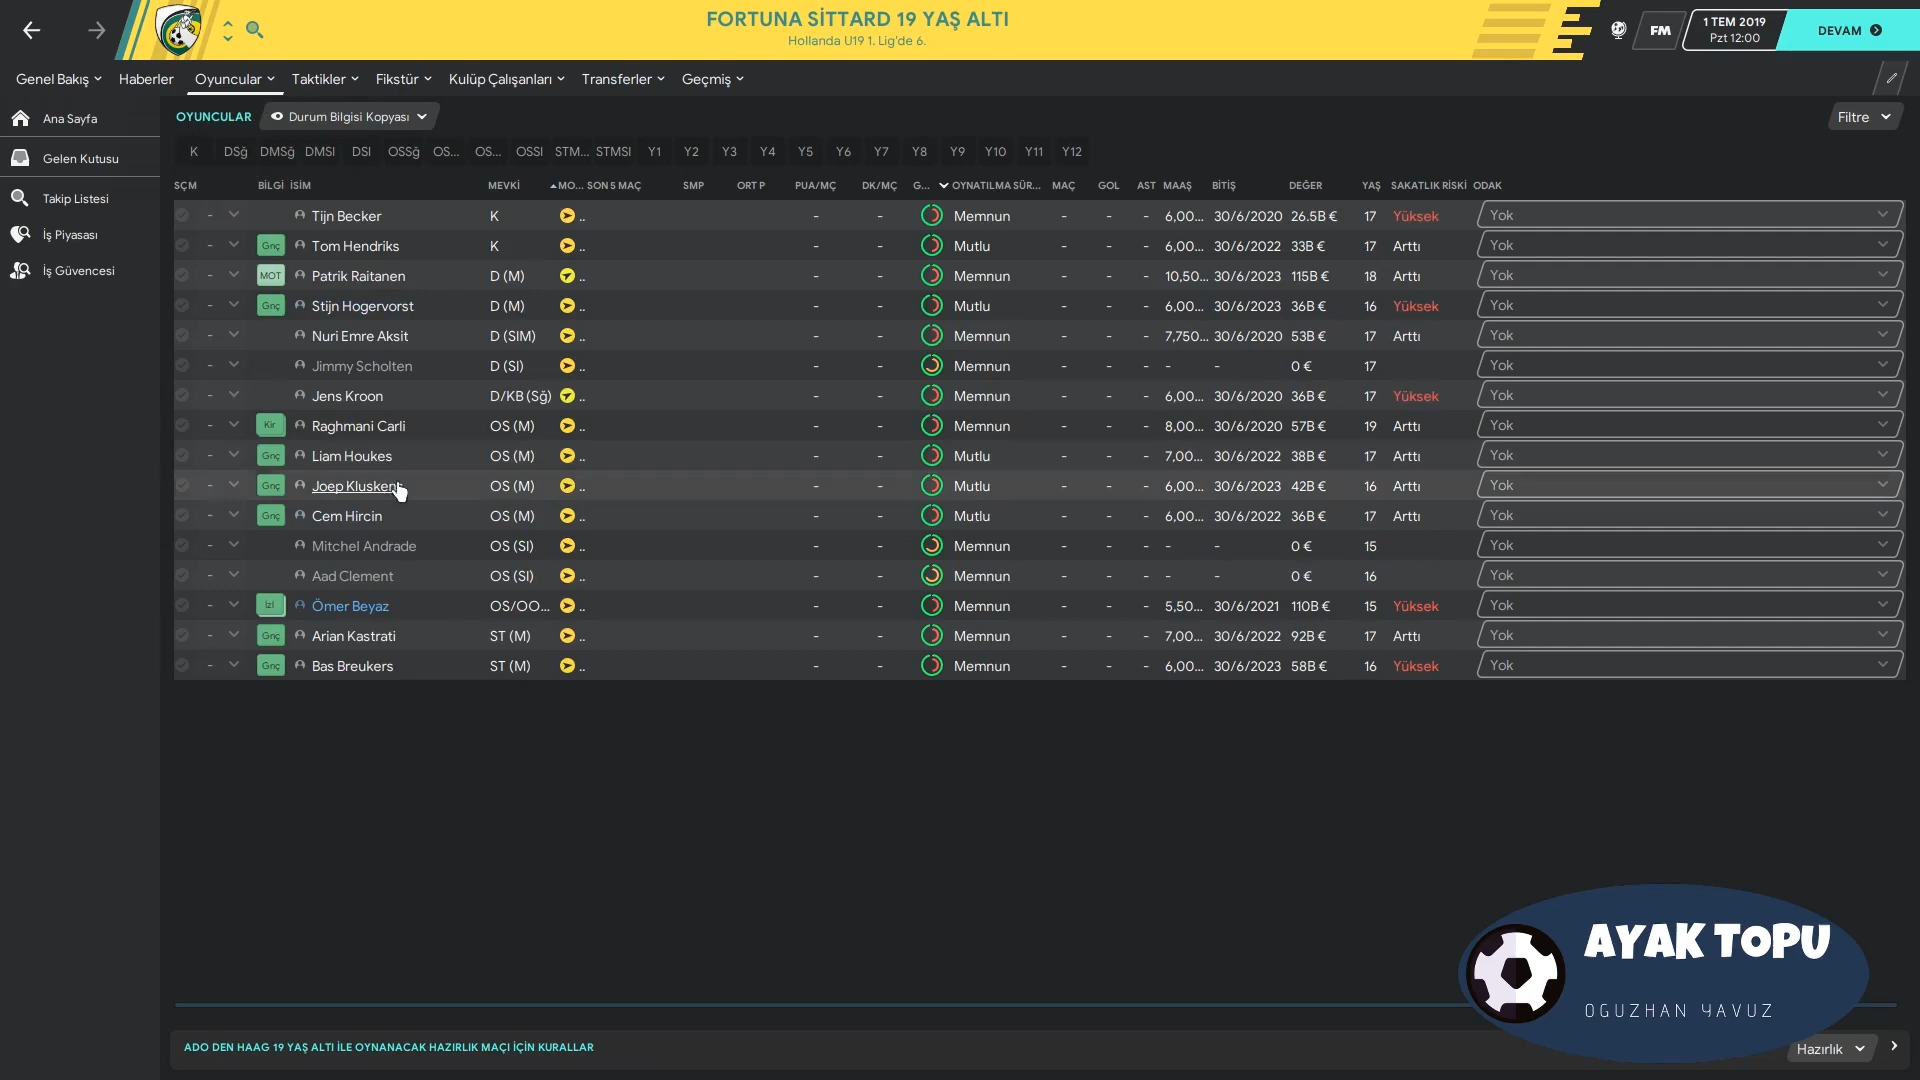 FORTUNA SİTTARD 19 YAŞ ALTI
Hollanda U19 1. Lig'de 6.
FM
1 TEM 2019
Pzt 12:00
DEVAM
Genel Bakış Haberler Oyuncular Taktikler Fikstür Kulüp Çalışanları Transferler Geçmiş
Ana Sayfa
Gelen Kutusu
Takip Listesi
İş Piyasası
İş Güvencesi
OYUNCULAR Durum Bilgisi Kopyası Filtre
K DSğ DMSğ DMSI DSI OSSğ OS... OS... OSSI STM... STMSI Y1 Y2 Y3 Y4 Y5 Y6 Y7 Y8 Y9 Y10 Y11 Y12
SÇM BİLGİ İSİM MEVKİ MO... SON 5 MAÇ SMP ORT P PUA/MÇ DK/MÇ G... OYNATILMA SÜR... MAÇ GOL AST MAAŞ BİTİŞ DEĞER YAŞ SAKATLIK RİSKİ ODAK
- Tijn Becker K .. - - Memnun - - - 6,00... 30/6/2020 26.5B € 17 Yüksek Yok
- Gnç Tom Hendriks K .. - - Mutlu - - - 6,00... 30/6/2022 33B € 17 Arttı Yok
- MOT Patrik Raitanen D (M) .. - - Memnun - - - 10,50... 30/6/2023 115B € 18 Arttı Yok
- Gnç Stijn Hogervorst D (M) .. - - Mutlu - - - 6,00... 30/6/2023 36B € 16 Yüksek Yok
- Nuri Emre Aksit D (SIM) .. - - Memnun - - - 7,750... 30/6/2020 53B € 17 Arttı Yok
- Jimmy Scholten D (SI) .. - - Memnun - - - - - 0 € 17 Yok
- Jens Kroon D/KB (Sğ) .. - - Memnun - - - 6,00... 30/6/2020 36B € 17 Yüksek Yok
- Kir Raghmani Carli OS (M) .. - - Memnun - - - 8,00... 30/6/2020 57B € 19 Arttı Yok
- Gnç Liam Houkes OS (M) .. - - Mutlu - - - 7,00... 30/6/2022 38B € 17 Arttı Yok
- Gnç Joep Kluskens OS (M) .. - - Mutlu - - - 6,00... 30/6/2023 42B € 16 Arttı Yok
- Gnç Cem Hircin OS (M) .. - - Mutlu - - - 6,00... 30/6/2022 36B € 17 Arttı Yok
- Mitchel Andrade OS (SI) .. - - Memnun - - - - - 0 € 15 Yok
- Aad Clement OS (SI) .. - - Memnun - - - - - 0 € 16 Yok
- İzl Ömer Beyaz OS/OO... .. - - Memnun - - - 5,50... 30/6/2021 110B € 15 Yüksek Yok
- Gnç Arian Kastrati ST (M) .. - - Memnun - - - 7,00... 30/6/2022 92B € 17 Arttı Yok
- Gnç Bas Breukers ST (M) .. - - Memnun - - - 6,00... 30/6/2023 58B € 16 Yüksek Yok
AYAK TOPU
OGUZHAN YAVUZ
ADO DEN HAAG 19 YAŞ ALTI İLE OYNANACAK HAZIRLIK MAÇI İÇİN KURALLAR
Hazırlık